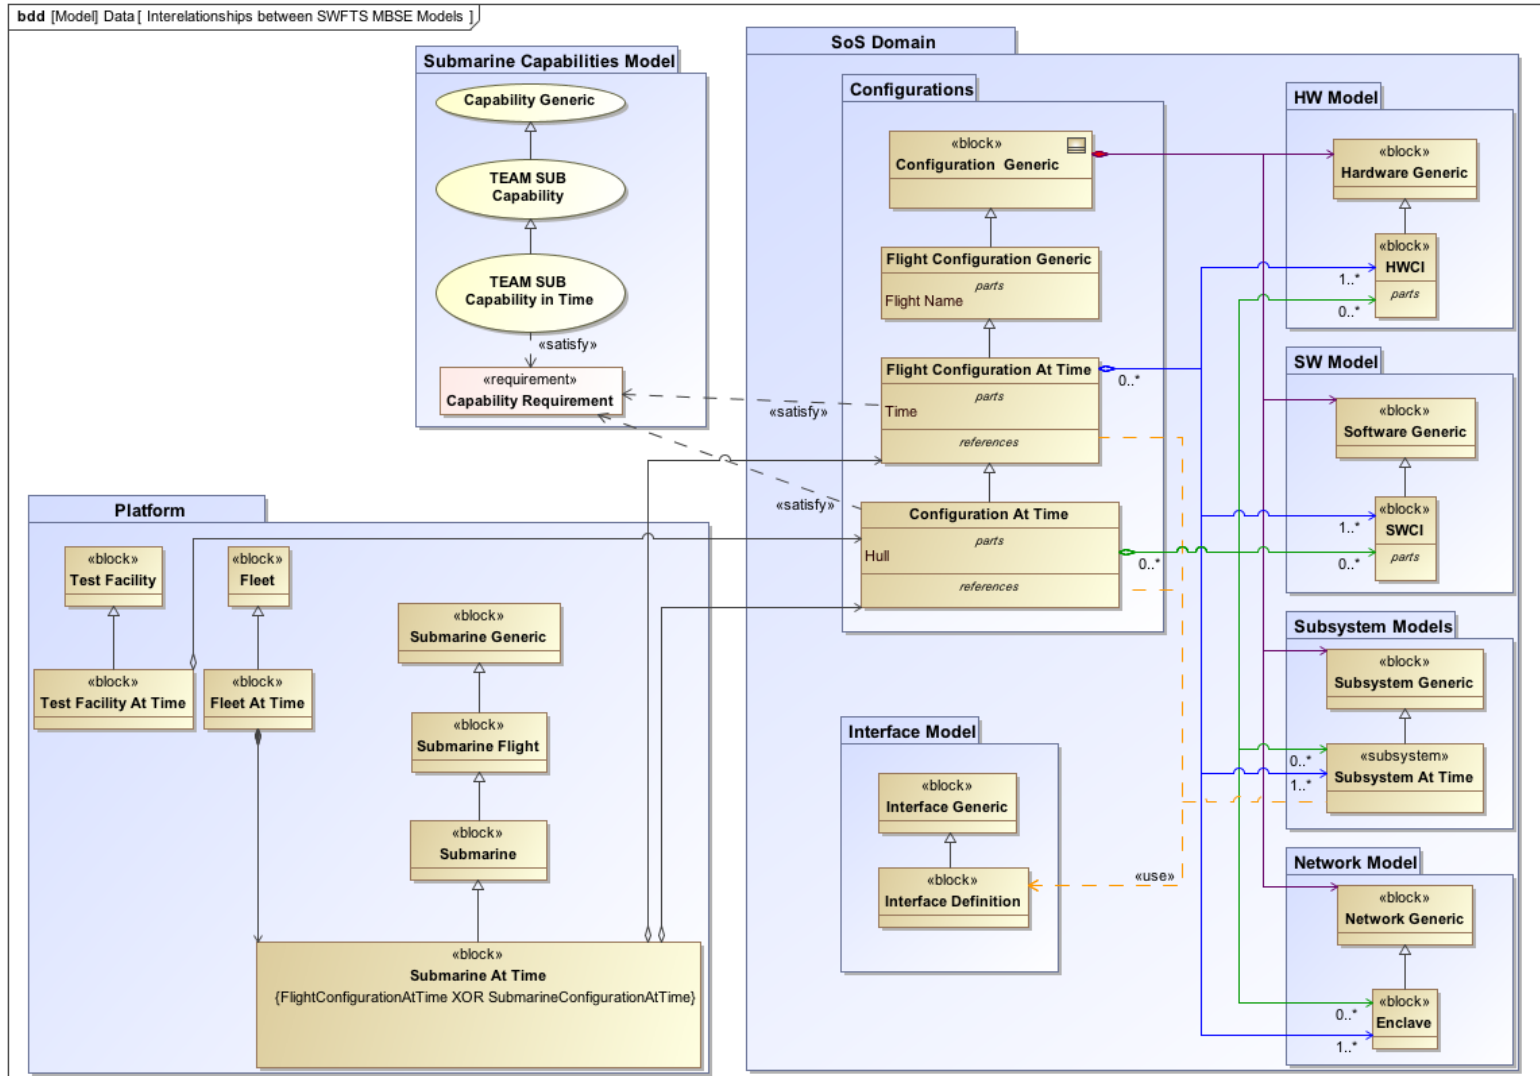 bdd [Model] Data [ Interelationships between SWFTS MBSE Models ]
Submarine Capabilities Model
Capability Generic
TEAM SUB
Capability
TEAM SUB
Capability in Time
«satisfy»
«requirement»
Capability Requirement
«satisfy»
«satisfy»
SoS Domain
Configurations
«block»
Configuration Generic
Flight Configuration Generic
parts
Flight Name
Flight Configuration At Time
parts
Time
references
0..*
Configuration At Time
parts
Hull
references
0..*
HW Model
«block»
Hardware Generic
«block»
HWCI
parts
1..*
0..*
SW Model
«block»
Software Generic
«block»
SWCI
parts
1..*
0..*
Subsystem Models
«block»
Subsystem Generic
«subsystem»
Subsystem At Time
0..*
1..*
Network Model
«block»
Network Generic
«block»
Enclave
0..*
1..*
Interface Model
«block»
Interface Generic
«block»
Interface Definition
«use»
Platform
«block»
Test Facility
«block»
Fleet
«block»
Test Facility At Time
«block»
Fleet At Time
«block»
Submarine Generic
«block»
Submarine Flight
«block»
Submarine
«block»
Submarine At Time
{FlightConfigurationAtTime XOR SubmarineConfigurationAtTime}